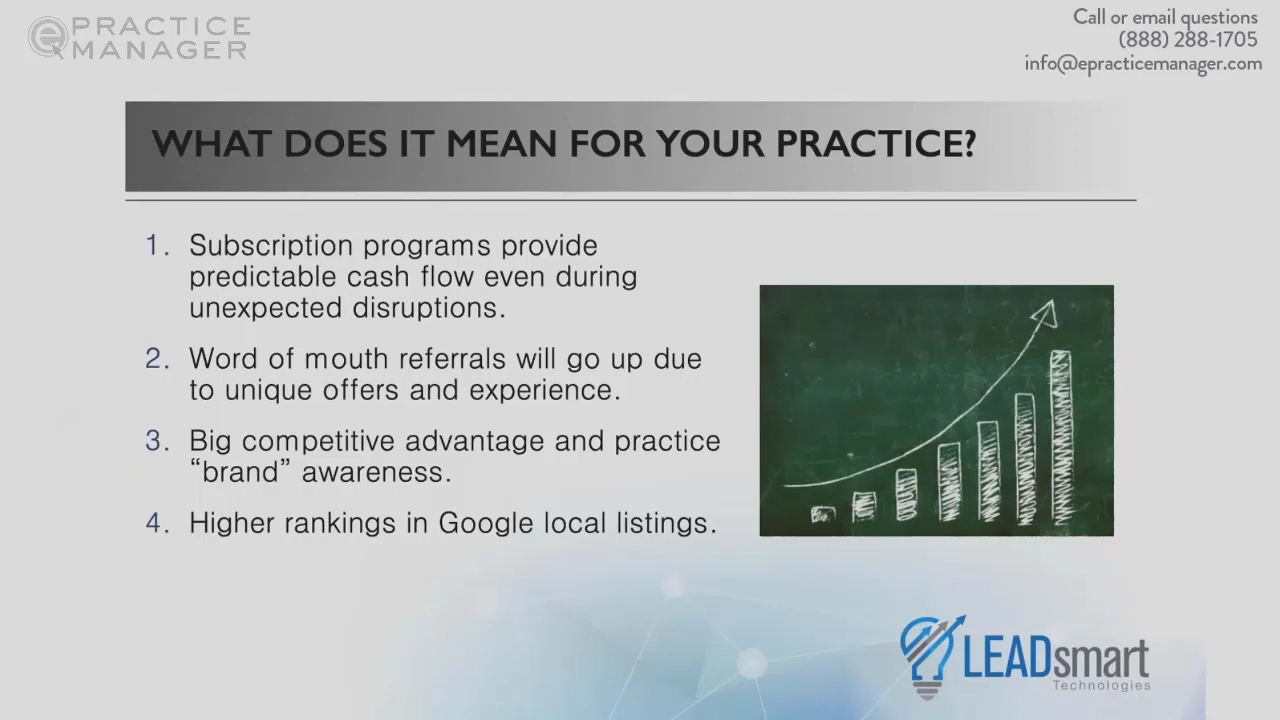 ePRACTICE
MANAGER
Call or email questions
(888) 288-1705
info@epracticemanager.com
WHAT DOES IT MEAN FOR YOUR PRACTICE?
1. Subscription programs provide
predictable cash flow even during
unexpected disruptions.
2. Word of mouth referrals will go up due
to unique offers and experience.
3. Big competitive advantage and practice
“brand” awareness.
4. Higher rankings in Google local listings.
LEADsmart
Technologies